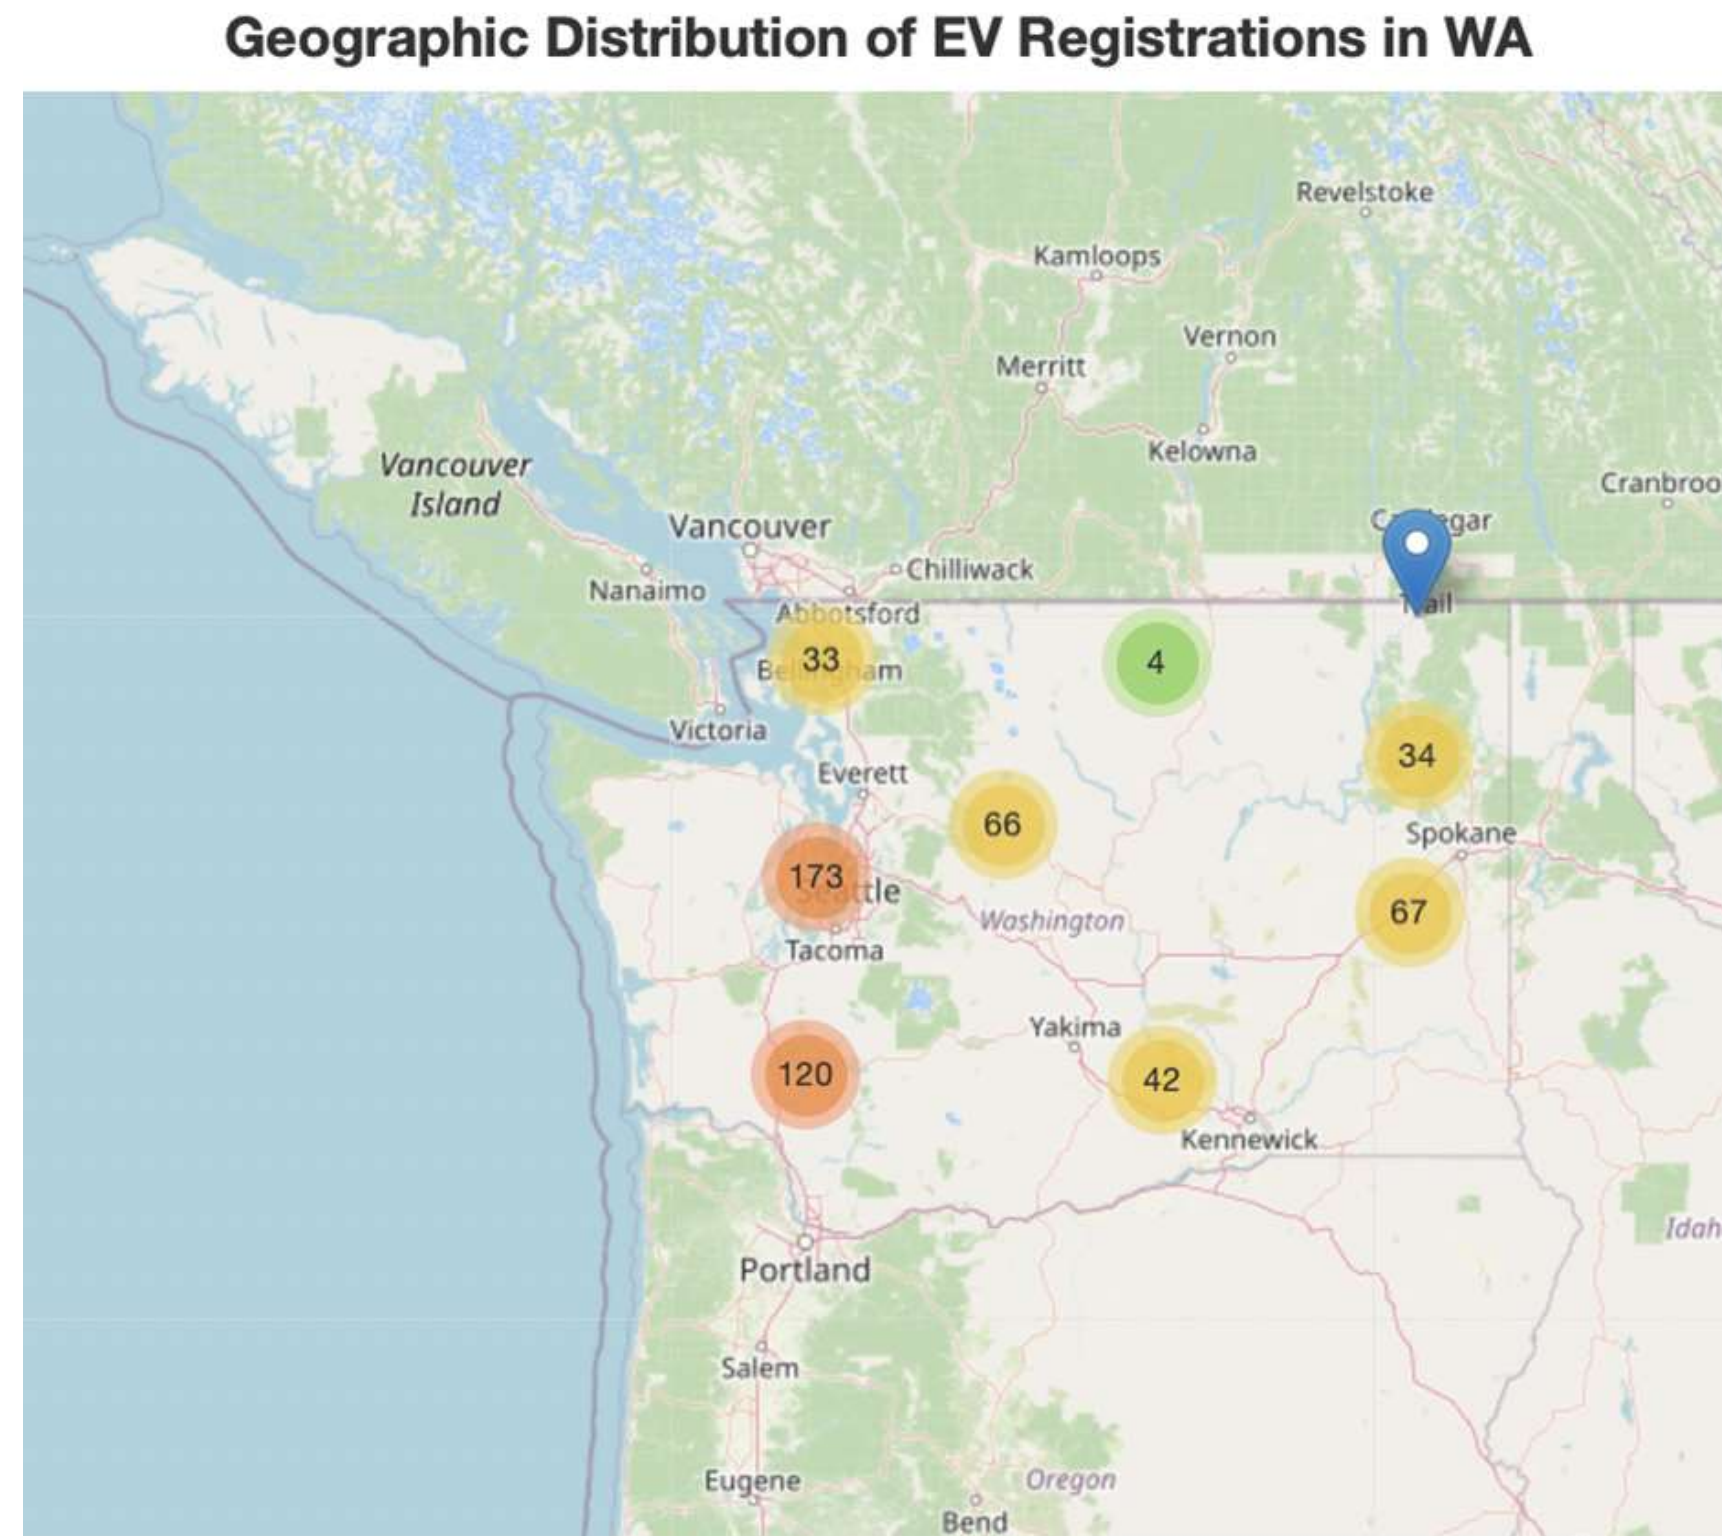 Geographic Distribution of EV Registrations in WA
Revelstoke
Kamloops
Vernon
Merritt
Kelowna
Vancouver
Island
Cranbroo
Vancouver
Chilliwack
Nanaimo
Abbotsford
33
4
Victoria
34
Everett
66
Spokane
173
67
Washington
Tacoma
Yakima
120
42
Kennewick
Idah
Portland
Salem
Eugene
Oregon
Bend